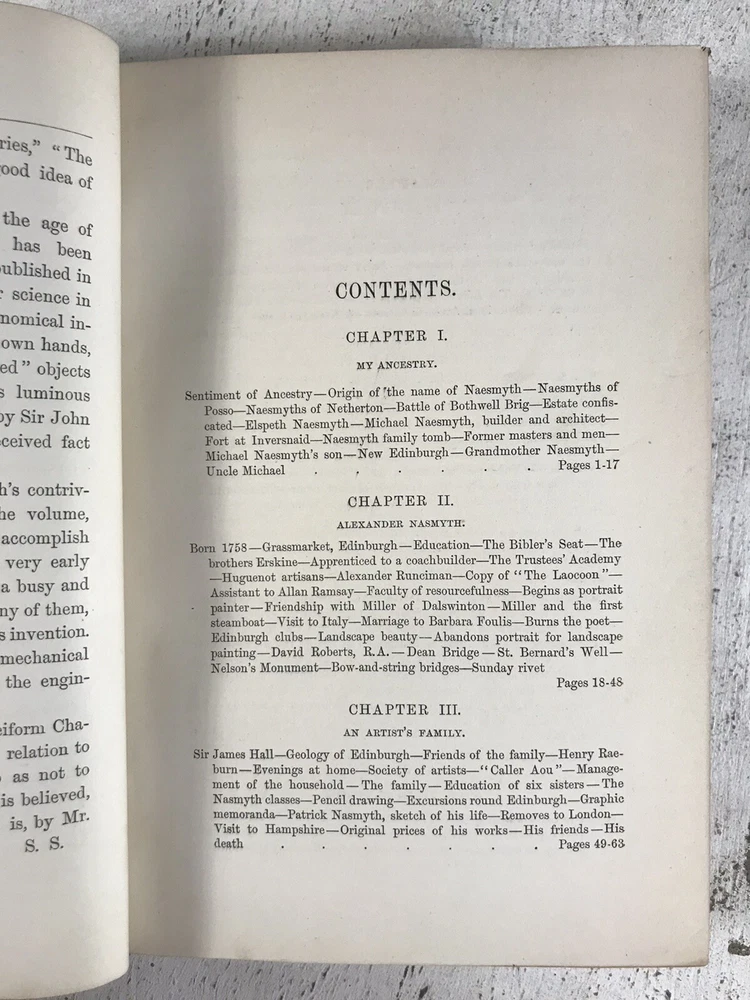 ries,” “The
ood idea of
the age of
has been
ublished in
r science in
nomical in-
own hands,
ed” objects
s luminous
by Sir John
ceived fact
h’s contriv-
he volume,
accomplish
very early
a busy and
ny of them,
s invention.
mechanical
the engin-
eiform Cha-
relation to
as not to
is believed,
is, by Mr.
S. S.
CONTENTS.
CHAPTER I.
MY ANCESTRY.
Sentiment of Ancestry—Origin of the name of Naesmyth—Naesmyths of
Posso—Naesmyths of Netherton—Battle of Bothwell Brig—Estate confis-
cated—Elspeth Naesmyth—Michael Naesmyth, builder and architect—
Fort at Inversnaid—Naesmyth family tomb—Former masters and men—
Michael Naesmyth’s son—New Edinburgh—Grandmother Naesmyth—
Uncle Michael . . . . . . Pages 1-17
CHAPTER II.
ALEXANDER NASMYTH.
Born 1758—Grassmarket, Edinburgh—Education—The Bibler’s Seat—The
brothers Erskine—Apprenticed to a coachbuilder—The Trustees’ Academy
—Huguenot artisans—Alexander Runciman—Copy of “The Laocoon”—
Assistant to Allan Ramsay—Faculty of resourcefulness—Begins as portrait
painter—Friendship with Miller of Dalswinton—Miller and the first
steamboat—Visit to Italy—Marriage to Barbara Foulis—Burns the poet—
Edinburgh clubs—Landscape beauty—Abandons portrait for landscape
painting—David Roberts, R.A.—Dean Bridge—St. Bernard’s Well—
Nelson’s Monument—Bow-and-string bridges—Sunday rivet
Pages 18-48
CHAPTER III.
AN ARTIST’S FAMILY.
Sir James Hall—Geology of Edinburgh—Friends of the family—Henry Rae-
burn—Evenings at home—Society of artists—“Caller Aou”—Manage-
ment of the household—The family—Education of six sisters—The
Nasmyth classes—Pencil drawing—Excursions round Edinburgh—Graphic
memoranda—Patrick Nasmyth, sketch of his life—Removes to London—
Visit to Hampshire—Original prices of his works—His friends—His
death . . . . . . . Pages 49-63